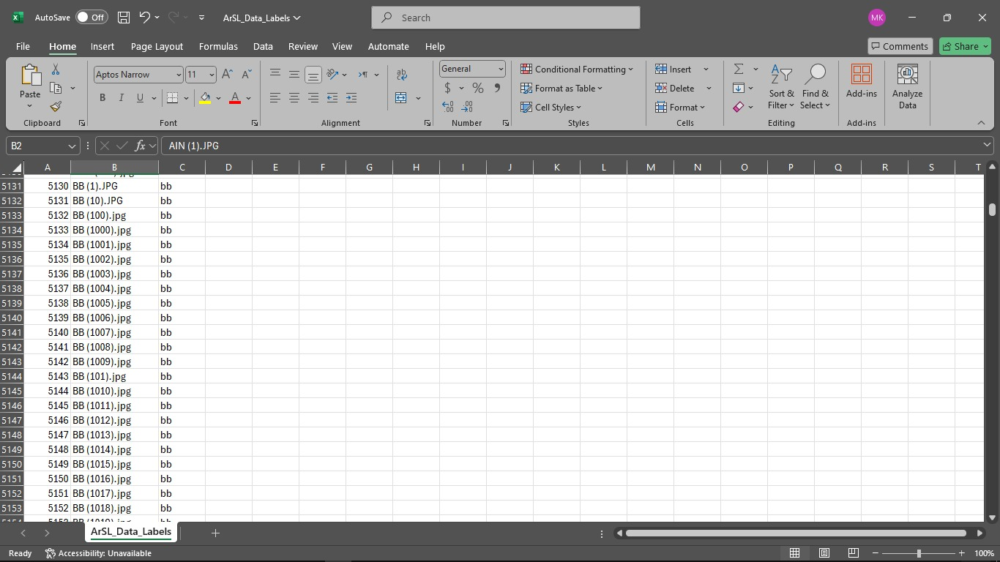 AutoSave Off ArSL_Data_Labels Search MK
File Home Insert Page Layout Formulas Data Review View Automate Help Comments Share
Paste Aptos Narrow 11 General Conditional Formatting Insert Sort & Filter Find & Select Add-ins Analyze Data
B I U A $ % Format as Table Delete
Cell Styles Format
Clipboard Font Alignment Number Styles Cells Editing Add-ins
B2 fx AIN (1).JPG
A B C D E F G H I J K L M N O P Q R S T
5131 5130 BB (1).JPG bb
5132 5131 BB (10).JPG bb
5133 5132 BB (100).jpg bb
5134 5133 BB (1000).jpg bb
5135 5134 BB (1001).jpg bb
5136 5135 BB (1002).jpg bb
5137 5136 BB (1003).jpg bb
5138 5137 BB (1004).jpg bb
5139 5138 BB (1005).jpg bb
5140 5139 BB (1006).jpg bb
5141 5140 BB (1007).jpg bb
5142 5141 BB (1008).jpg bb
5143 5142 BB (1009).jpg bb
5144 5143 BB (101).jpg bb
5145 5144 BB (1010).jpg bb
5146 5145 BB (1011).jpg bb
5147 5146 BB (1012).jpg bb
5148 5147 BB (1013).jpg bb
5149 5148 BB (1014).jpg bb
5150 5149 BB (1015).jpg bb
5151 5150 BB (1016).jpg bb
5152 5151 BB (1017).jpg bb
5153 5152 BB (1018).jpg bb
ArSL_Data_Labels
Ready Accessibility: Unavailable 100%